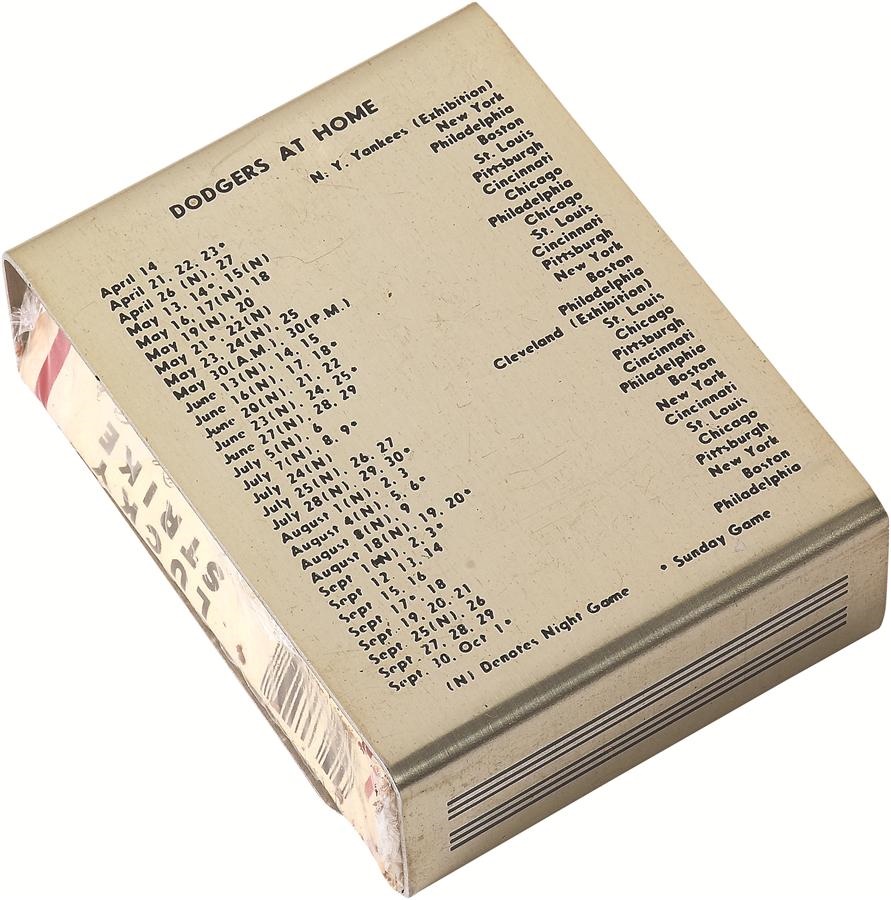 DODGERS AT HOME
April 14 N. Y. Yankees (Exhibition)
April 21, 22, 23* New York
April 26 (N), 27 Philadelphia
May 13, 14*, 15(N) Boston
May 16, 17(N), 18 St. Louis
May 19(N), 20 Pittsburgh
May 21*, 22(N) Cincinnati
May 23, 24(N), 25 Chicago
May 30(A.M.), 30(P.M.) Philadelphia
June 13(N), 14, 15 Chicago
June 16(N), 17, 18* St. Louis
June 20(N), 21, 22 Cincinnati
June 23(N), 24, 25* Pittsburgh
June 27(N), 28, 29 New York
July 5(N), 6 Boston
July 7(N), 8, 9* Philadelphia
July 24(N) Cleveland (Exhibition)
July 25(N), 26, 27 St. Louis
July 28(N), 29, 30* Chicago
August 1(N), 2, 3 Pittsburgh
August 4(N), 5, 6* Cincinnati
August 8(N), 9 Philadelphia
August 18(N), 19, 20* Boston
Sept 1(N), 2, 3* New York
Sept 12, 13, 14 Cincinnati
Sept. 15, 16 St. Louis
Sept. 17*, 18 Chicago
Sept. 19, 20, 21 Pittsburgh
Sept. 25(N), 26 New York
Sept. 27, 28, 29 Boston
Sept. 30, Oct 1* Philadelphia
(N) Denotes Night Game * Sunday Game
LUCKY
STRIKE